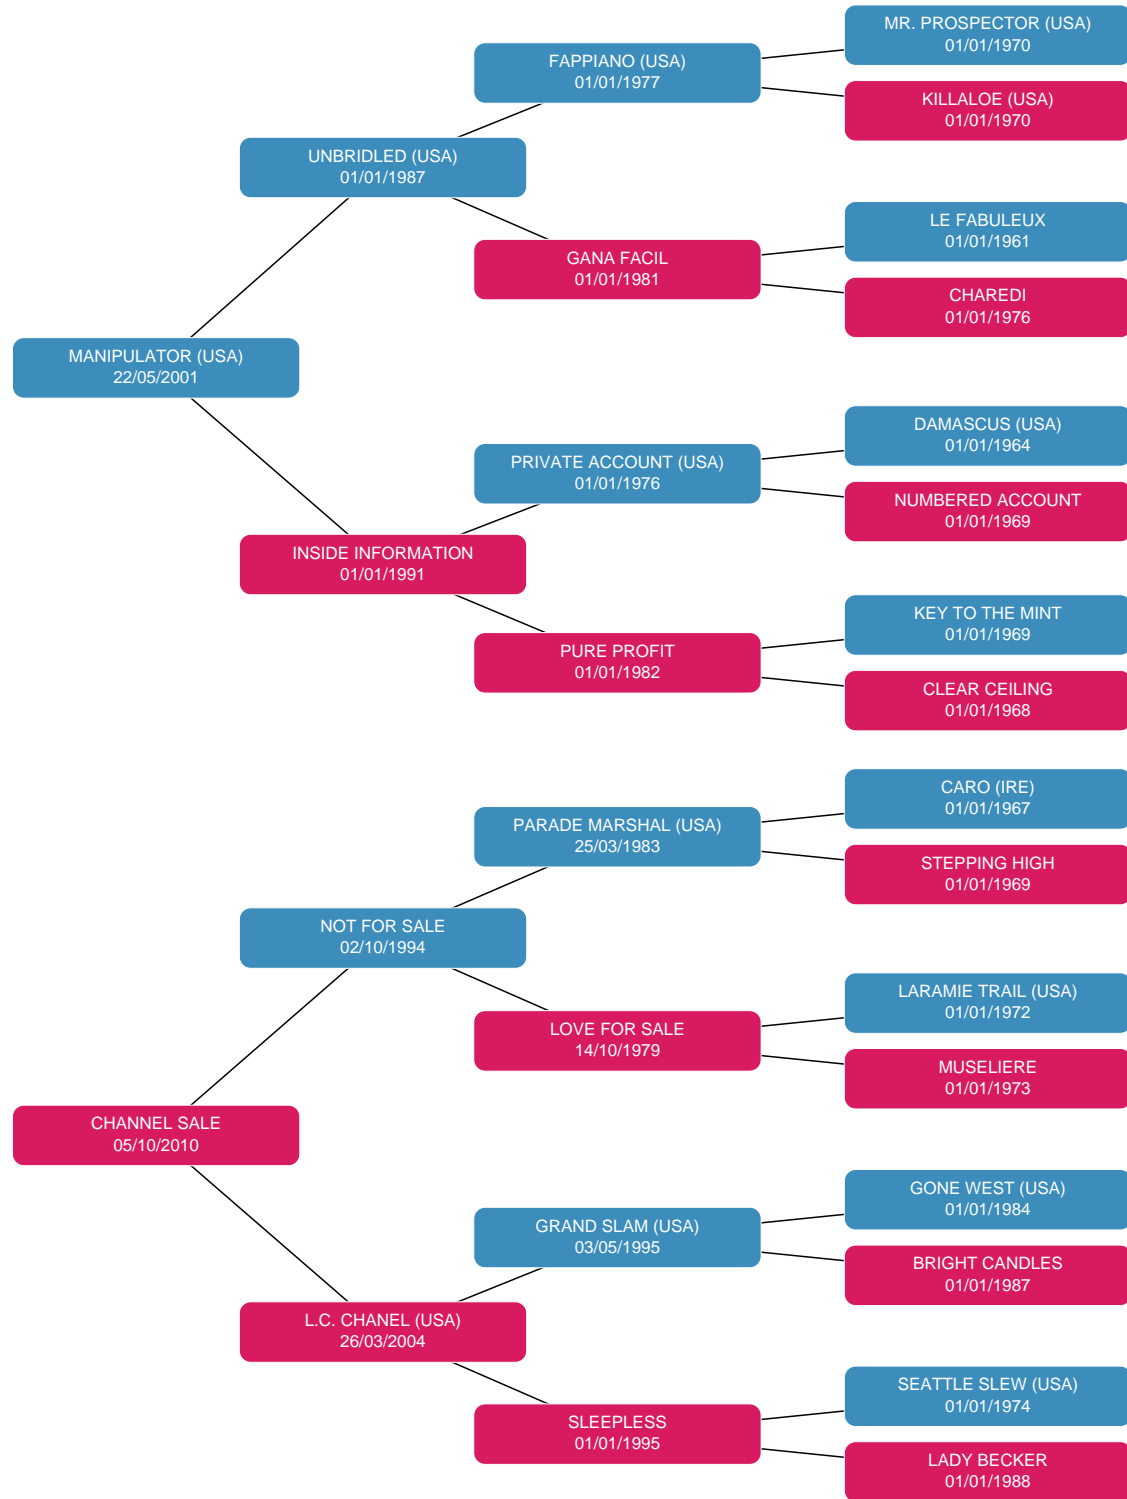 MR. PROSPECTOR (USA)
01/01/1970
FAPPIANO (USA)
01/01/1977
KILLALOE (USA)
01/01/1970
UNBRIDLED (USA)
01/01/1987
LE FABULEUX
01/01/1961
GANA FACIL
01/01/1981
CHAREDI
01/01/1976
MANIPULATOR (USA)
22/05/2001
DAMASCUS (USA)
01/01/1964
PRIVATE ACCOUNT (USA)
01/01/1976
NUMBERED ACCOUNT
01/01/1969
INSIDE INFORMATION
01/01/1991
KEY TO THE MINT
01/01/1969
PURE PROFIT
01/01/1982
CLEAR CEILING
01/01/1968
CARO (IRE)
01/01/1967
PARADE MARSHAL (USA)
25/03/1983
STEPPING HIGH
01/01/1969
NOT FOR SALE
02/10/1994
LARAMIE TRAIL (USA)
01/01/1972
LOVE FOR SALE
14/10/1979
MUSELIERE
01/01/1973
CHANNEL SALE
05/10/2010
GONE WEST (USA)
01/01/1984
GRAND SLAM (USA)
03/05/1995
BRIGHT CANDLES
01/01/1987
L.C. CHANEL (USA)
26/03/2004
SEATTLE SLEW (USA)
01/01/1974
SLEEPLESS
01/01/1995
LADY BECKER
01/01/1988